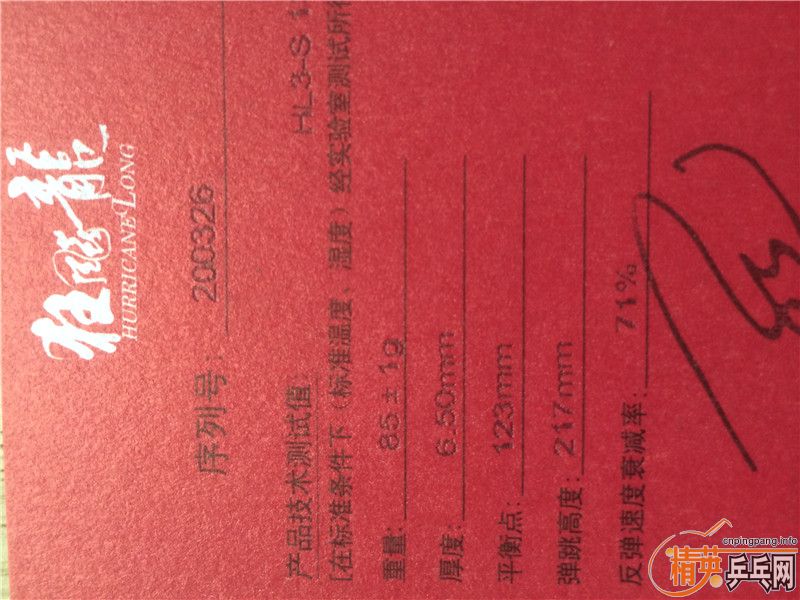 狂飚龍
HURRICANE LONG
序列号: 200326
HL3-S
产品技术测试值:
[在标准条件下（标准温度、湿度）经实验室测试所
重量: 85±1g
厚度: 6.50mm
平衡点: 123mm
弹跳高度: 217mm
反弹速度衰减率: 71%
cnpingpang.info
精英
乒乓网